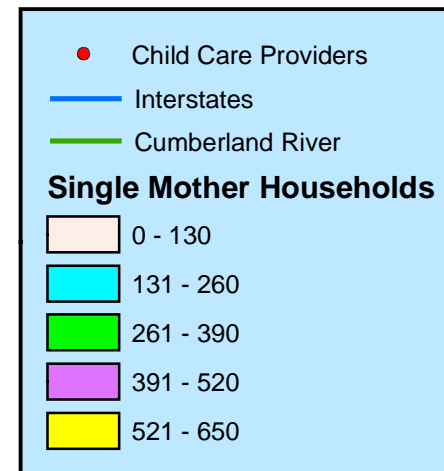 Child Care Providers
Interstates
Cumberland River
Single Mother Households
0 - 130
131 - 260
261 - 390
391 - 520
521 - 650